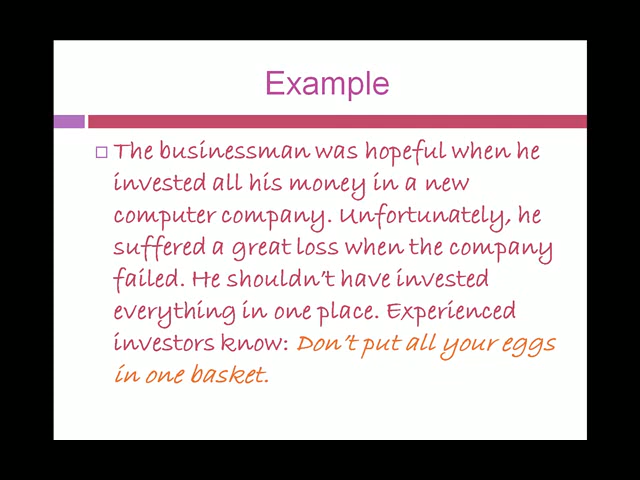 Example
The businessman was hopeful when he
invested all his money in a new
computer company. Unfortunately, he
suffered a great loss when the company
failed. He shouldn't have invested
everything in one place. Experienced
investors know: Don't put all your eggs
in one basket.